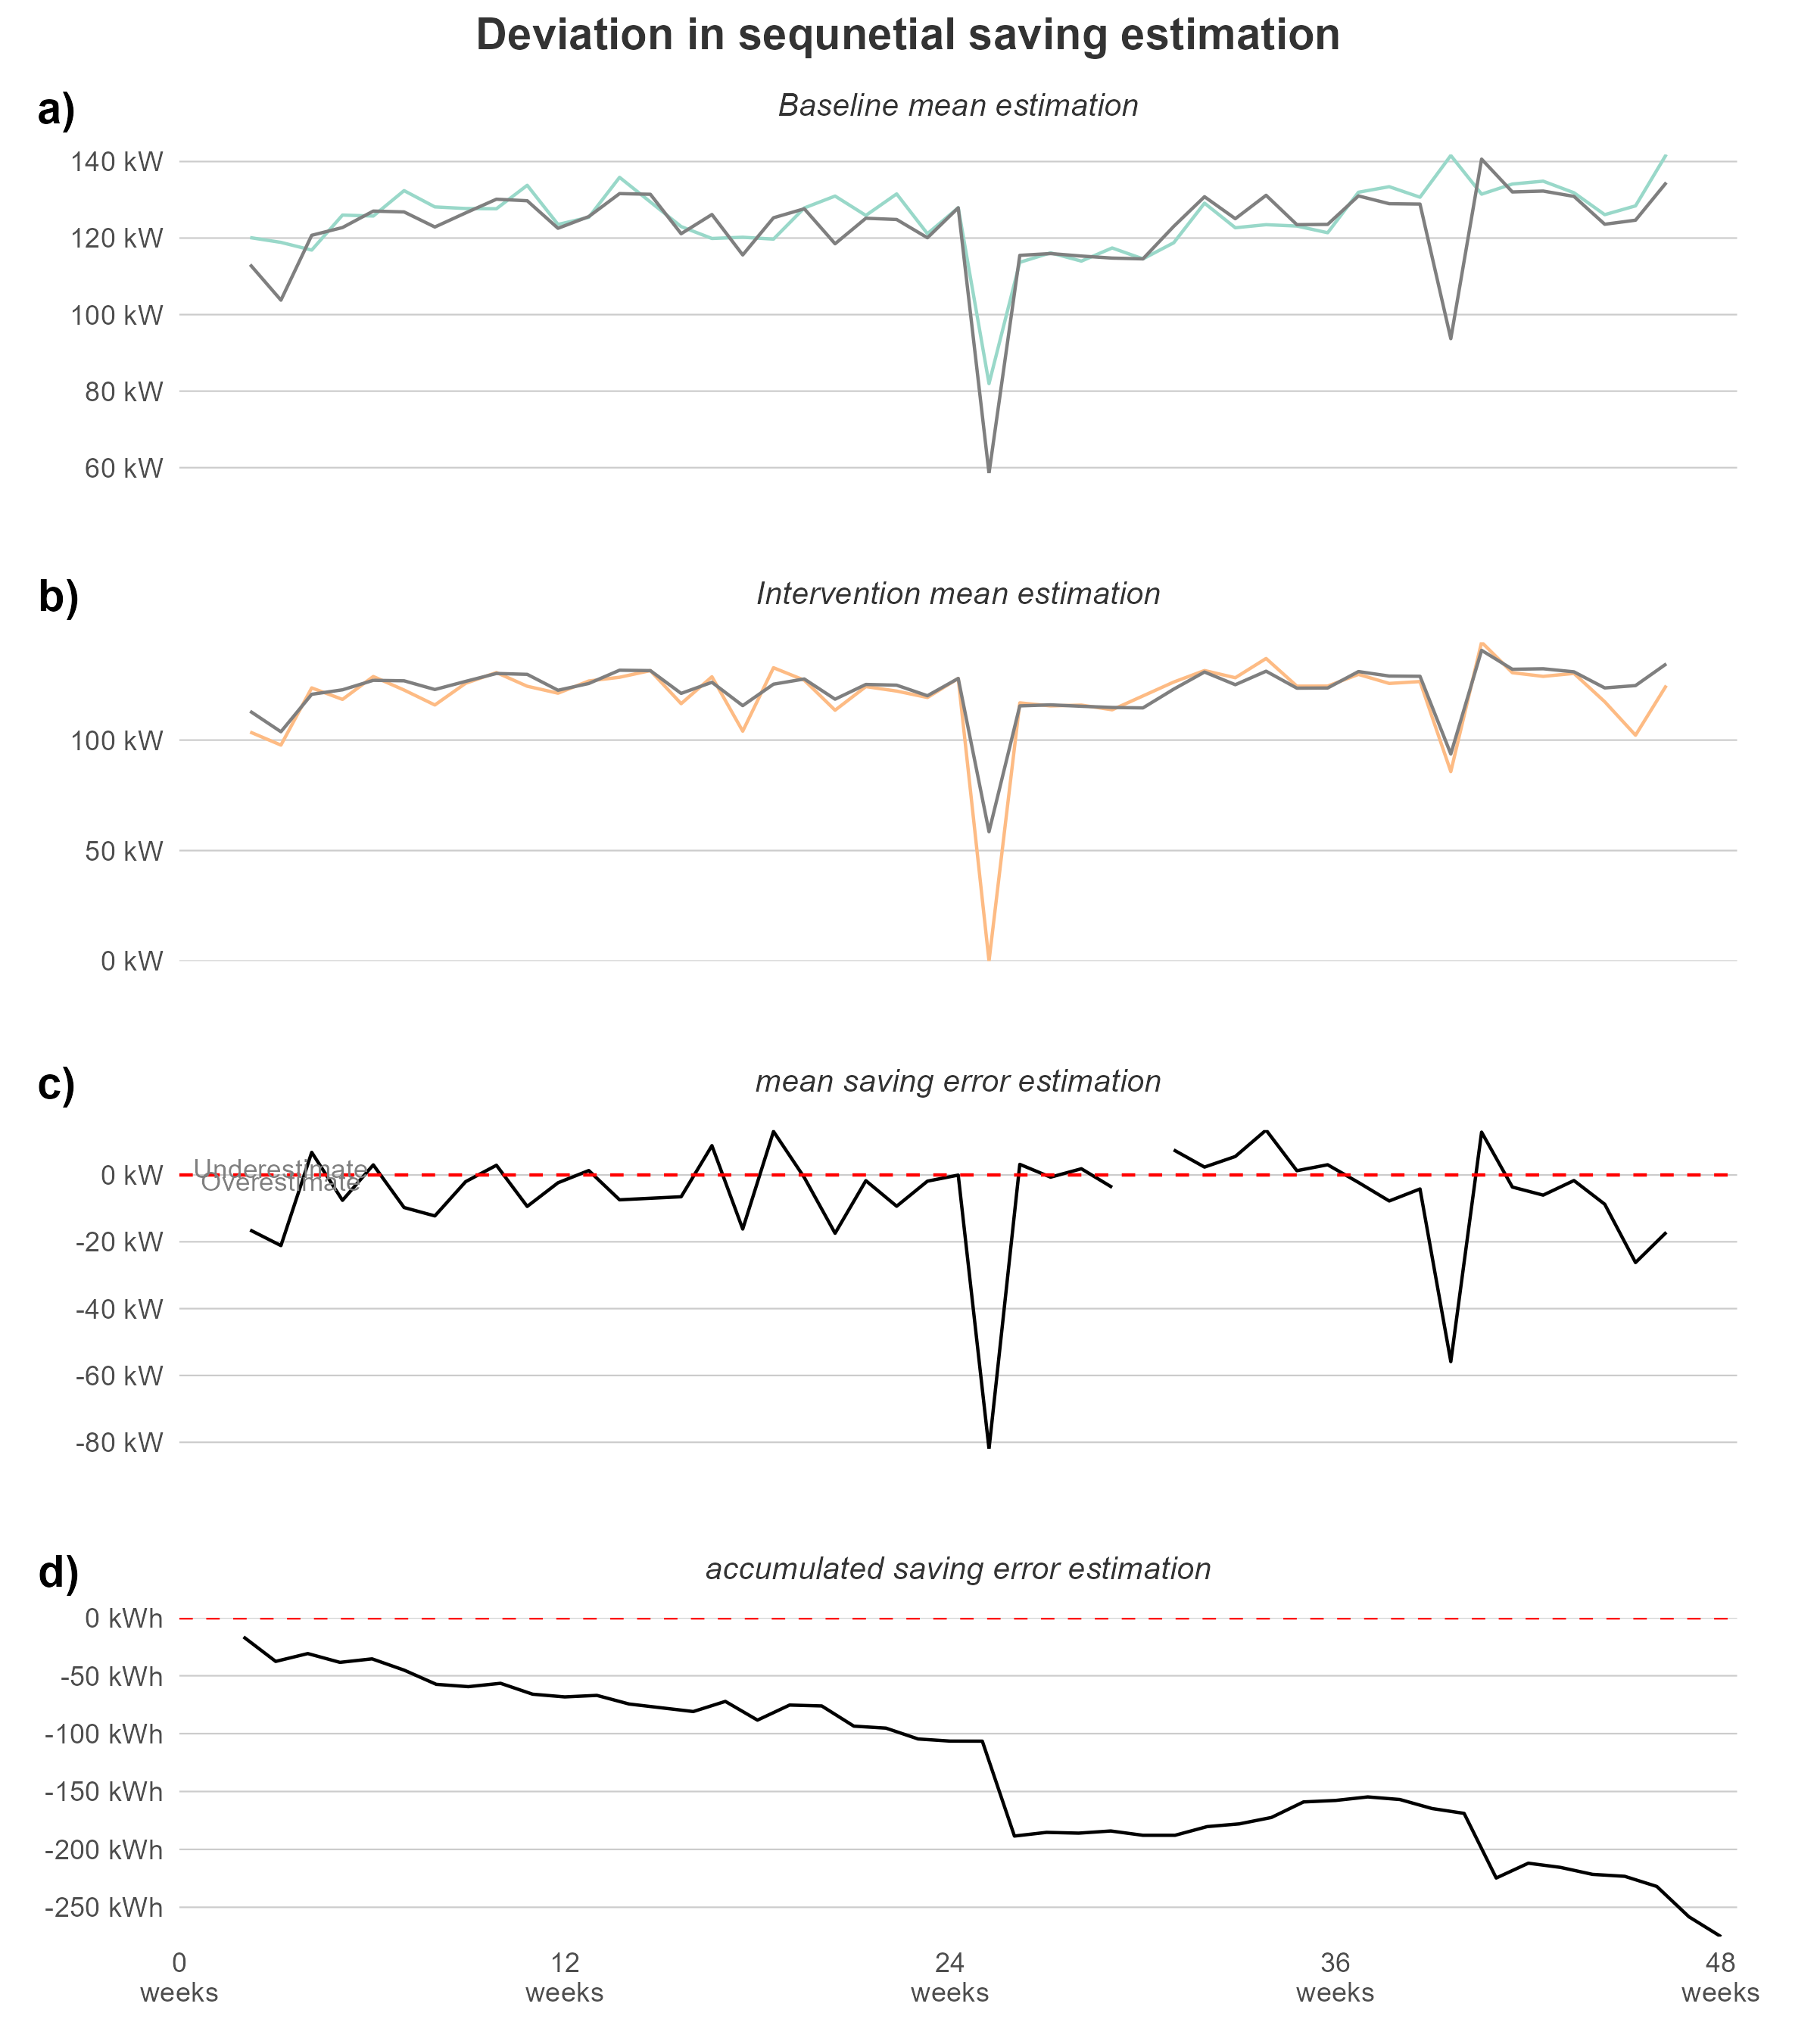 Deviation in sequnetial saving estimation
a)
Baseline mean estimation
140 kW
120 kW
100 kW
80 kW
60 kW
b)
Intervention mean estimation
100 kW
50 kW
0 kW
c)
mean saving error estimation
Underestimate
0 kW
Overestimate
-20 kW
-40 kW
-60 kW
-80 kW
d)
accumulated saving error estimation
0 kWh
-50 kWh
-100 kWh
-150 kWh
-200 kWh
-250 kWh
0 12 24 36 48
weeks weeks weeks weeks weeks